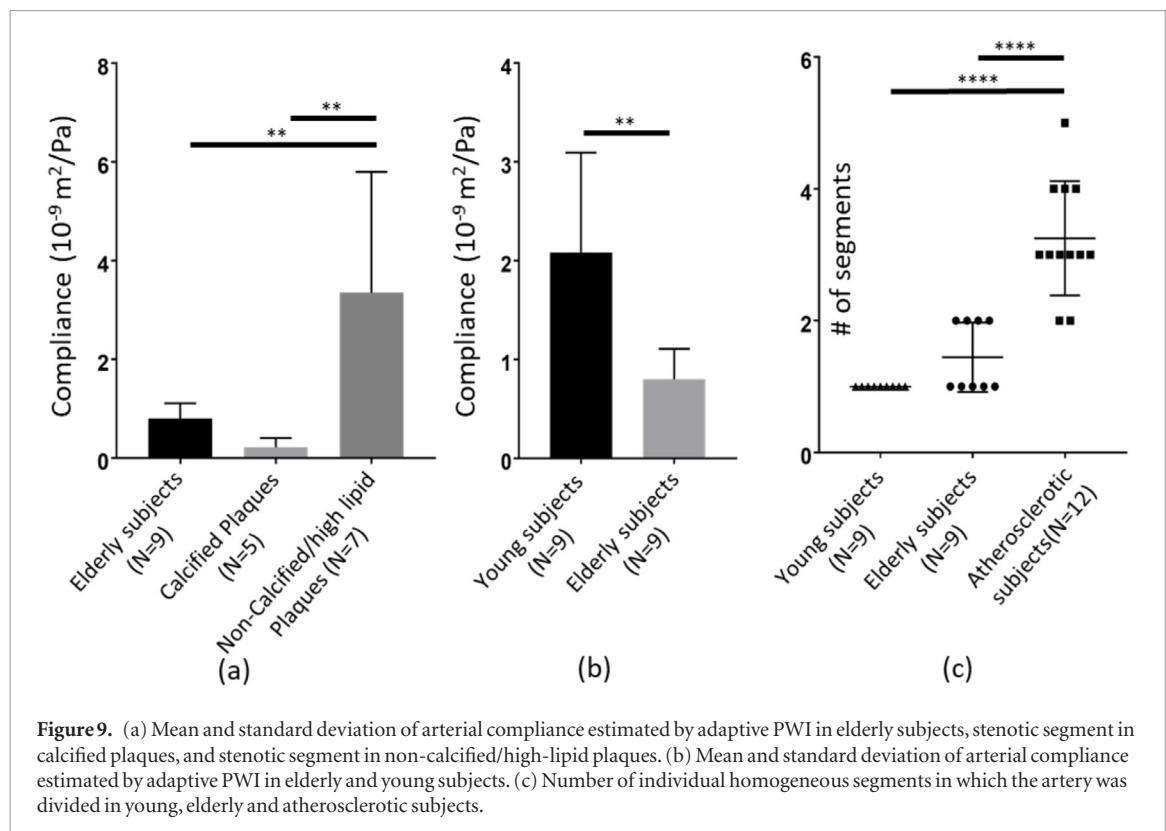 8
6
4
2
0
Compliance (10⁻⁹ m²/Pa)
**
**
Elderly subjects
(N=9)
Calcified Plaques
(N=5)
Non-Calcified/high lipid
Plaques (N=7)
(a)
4
3
2
1
0
Compliance (10⁻⁹ m²/Pa)
**
Young subjects
(N=9)
Elderly subjects
(N=9)
(b)
6
4
2
0
# of segments
****
****
Young subjects
(N=9)
Elderly subjects
(N=9)
Atherosclerotic
subjects(N=12)
(c)
Figure 9. (a) Mean and standard deviation of arterial compliance estimated by adaptive PWI in elderly subjects, stenotic segment in
calcified plaques, and stenotic segment in non-calcified/high-lipid plaques. (b) Mean and standard deviation of arterial compliance
estimated by adaptive PWI in elderly and young subjects. (c) Number of individual homogeneous segments in which the artery was
divided in young, elderly and atherosclerotic subjects.